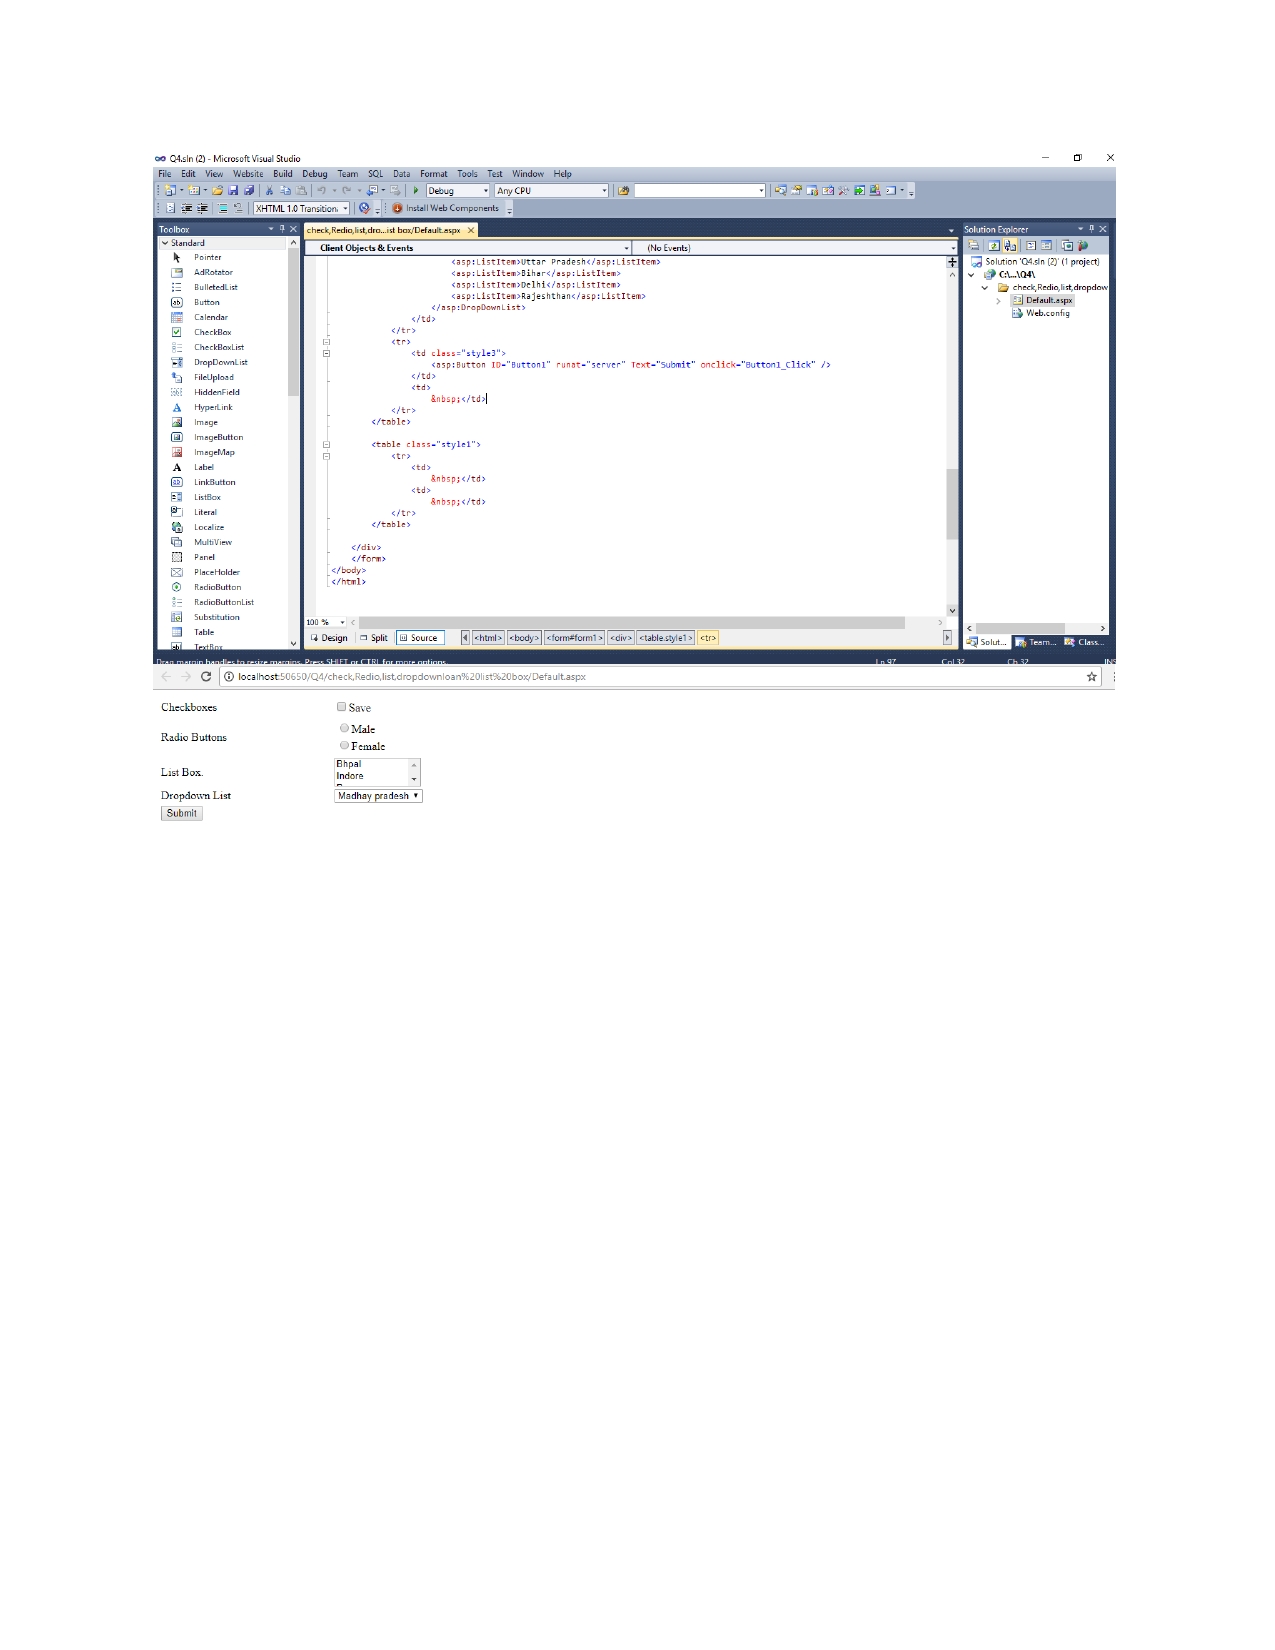 Q4.sln (2) - Microsoft Visual Studio
File Edit View Website Build Debug Team SQL Data Format Tools Test Window Help
Debug Any CPU
XHTML 1.0 Transition. Install Web Components
Toolbox
Standard
Pointer
AdRotator
BulletedList
Button
Calendar
CheckBox
CheckBoxList
DropDownList
FileUpload
HiddenField
HyperLink
Image
ImageButton
ImageMap
Label
LinkButton
ListBox
Literal
Localize
MultiView
Panel
PlaceHolder
RadioButton
RadioButtonList
Substitution
Table
TextBox
check,Redio,list,dro...ist box/Default.aspx
Client Objects & Events (No Events)
<asp:ListItem>Uttar Pradesh</asp:ListItem>
<asp:ListItem>Bihar</asp:ListItem>
<asp:ListItem>Delhi</asp:ListItem>
<asp:ListItem>Rajeshthan</asp:ListItem>
</asp:DropDownList>
</td>
</tr>
<tr>
<td class="style3">
<asp:Button ID="Button1" runat="server" Text="Submit" onclick="Button1_Click" />
</td>
<td>
&nbsp;</td>
</tr>
</table>
<table class="style1">
<tr>
<td>
&nbsp;</td>
<td>
&nbsp;</td>
</tr>
</table>
</div>
</form>
</body>
</html>
100 %
Design Split Source <html> <body> <form#form1> <div> <table.style1> <tr>
Solution Explorer
Solution 'Q4.sln (2)' (1 project)
C:\...\Q4\
check,Redio,list,dropdow
Default.aspx
Web.config
Solut... Team... Class...
Drag margin handles to resize margins. Press SHIFT or CTRL for more options. Ln 97 Col 32 Ch 32 INS
localhost:50650/Q4/check,Redio,list,dropdownloan%20list%20box/Default.aspx
Checkboxes Save
Radio Buttons
Male
Female
List Box.
Bhpal
Indore
Dropdown List Madhay pradesh
Submit